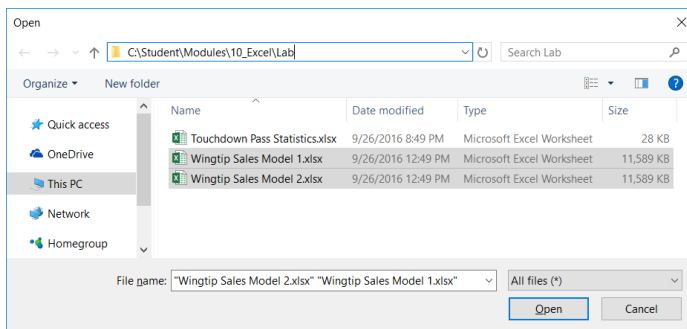 Open
C:\Student\Modules\10_Excel\Lab
Search Lab
Organize New folder
Name Date modified Type Size
Quick access
OneDrive
This PC
Network
Homegroup
Touchdown Pass Statistics.xlsx 9/26/2016 8:49 PM Microsoft Excel Worksheet 28 KB
Wingtip Sales Model 1.xlsx 9/26/2016 12:49 PM Microsoft Excel Worksheet 11,589 KB
Wingtip Sales Model 2.xlsx 9/26/2016 12:49 PM Microsoft Excel Worksheet 11,589 KB
File name: "Wingtip Sales Model 2.xlsx" "Wingtip Sales Model 1.xlsx" All files (*)
Open Cancel